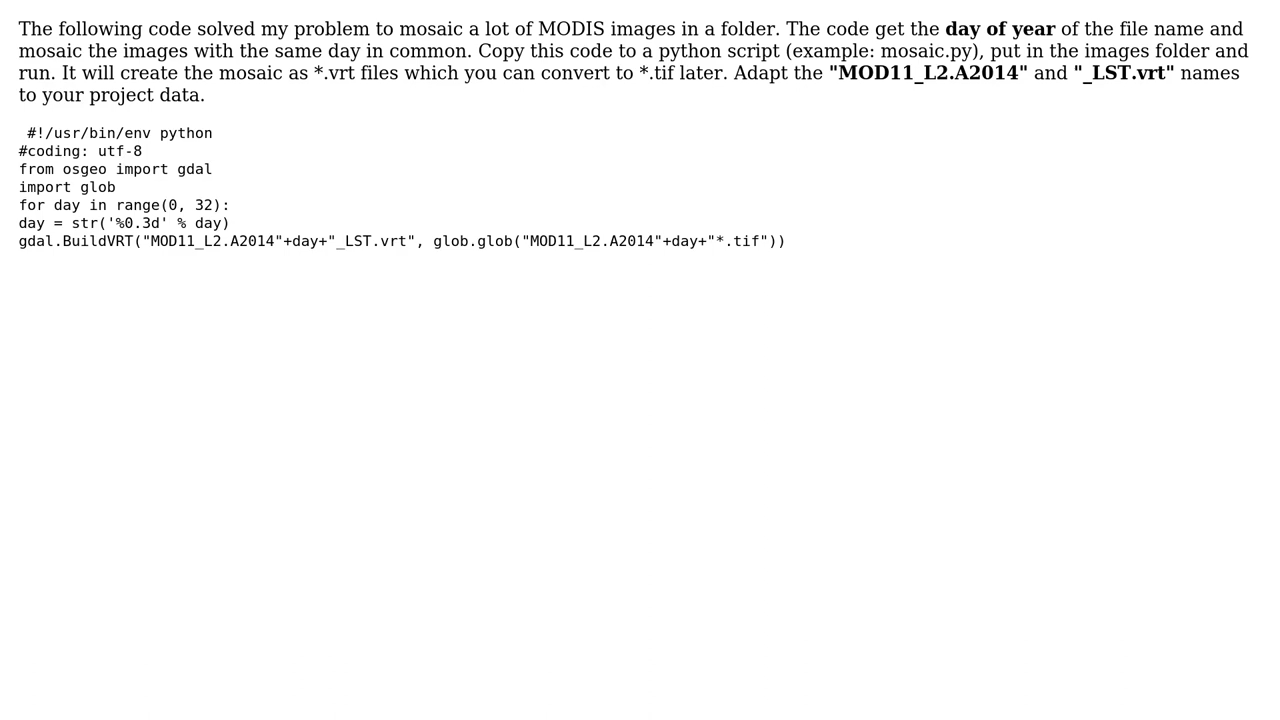 The following code solved my problem to mosaic a lot of MODIS images in a folder. The code get the day of year of the file name and
mosaic the images with the same day in common. Copy this code to a python script (example: mosaic.py), put in the images folder and
run. It will create the mosaic as *.vrt files which you can convert to *.tif later. Adapt the "MOD11_L2.A2014" and "_LST.vrt" names
to your project data.
#!/usr/bin/env python
#coding: utf-8
from osgeo import gdal
import glob
for day in range(0, 32):
day = str('%0.3d' % day)
gdal.BuildVRT("MOD11_L2.A2014"+day+"_LST.vrt", glob.glob("MOD11_L2.A2014"+day+"*.tif"))